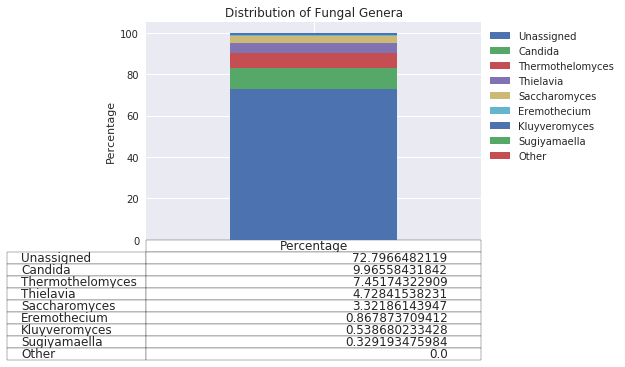 Distribution of Fungal Genera
100
80
60
40
20
0
Percentage
Unassigned
Candida
Thermothelomyces
Thielavia
Saccharomyces
Eremothecium
Kluyveromyces
Sugiyamaella
Other
Percentage
Unassigned 72.7966482119
Candida 9.96558431842
Thermothelomyces 7.45174322909
Thielavia 4.72841538231
Saccharomyces 3.32186143947
Eremothecium 0.867873709412
Kluyveromyces 0.538680233428
Sugiyamaella 0.329193475984
Other 0.0